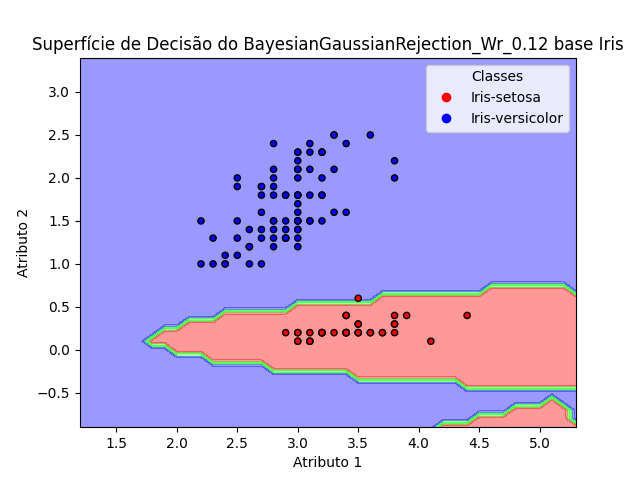 Superfície de Decisão do BayesianGaussianRejection_Wr_0.12 base Iris
Classes
Iris-setosa
Iris-versicolor
3.0
2.5
2.0
1.5
1.0
0.5
0.0
−0.5
Atributo 2
1.5 2.0 2.5 3.0 3.5 4.0 4.5 5.0
Atributo 1